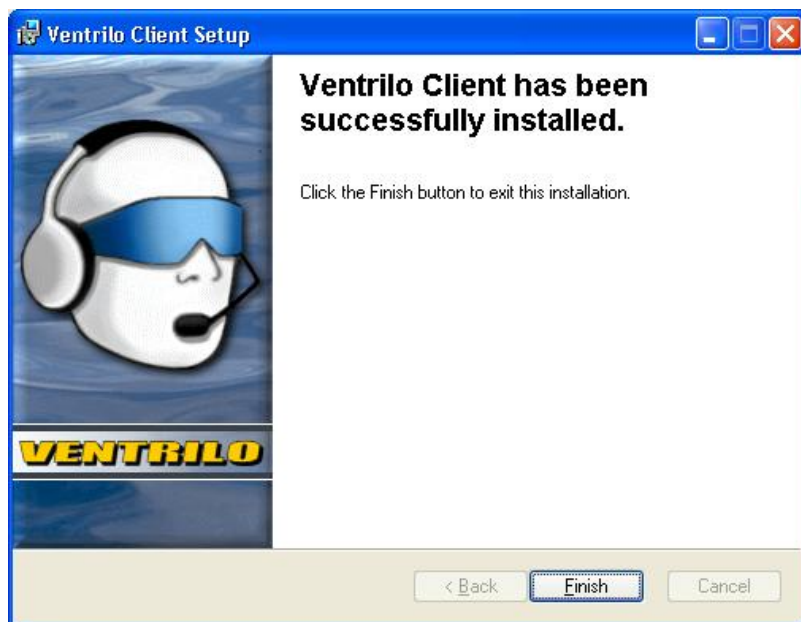 Ventrilo Client Setup
Ventrilo Client has been
successfully installed.
Click the Finish button to exit this installation.
VENTRILO
< Back
Finish
Cancel